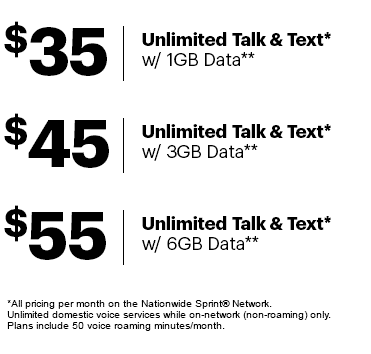 $35 Unlimited Talk & Text*
w/ 1GB Data**
$45 Unlimited Talk & Text*
w/ 3GB Data**
$55 Unlimited Talk & Text*
w/ 6GB Data**
*All pricing per month on the Nationwide Sprint® Network.
Unlimited domestic voice services while on-network (non-roaming) only.
Plans include 50 voice roaming minutes/month.